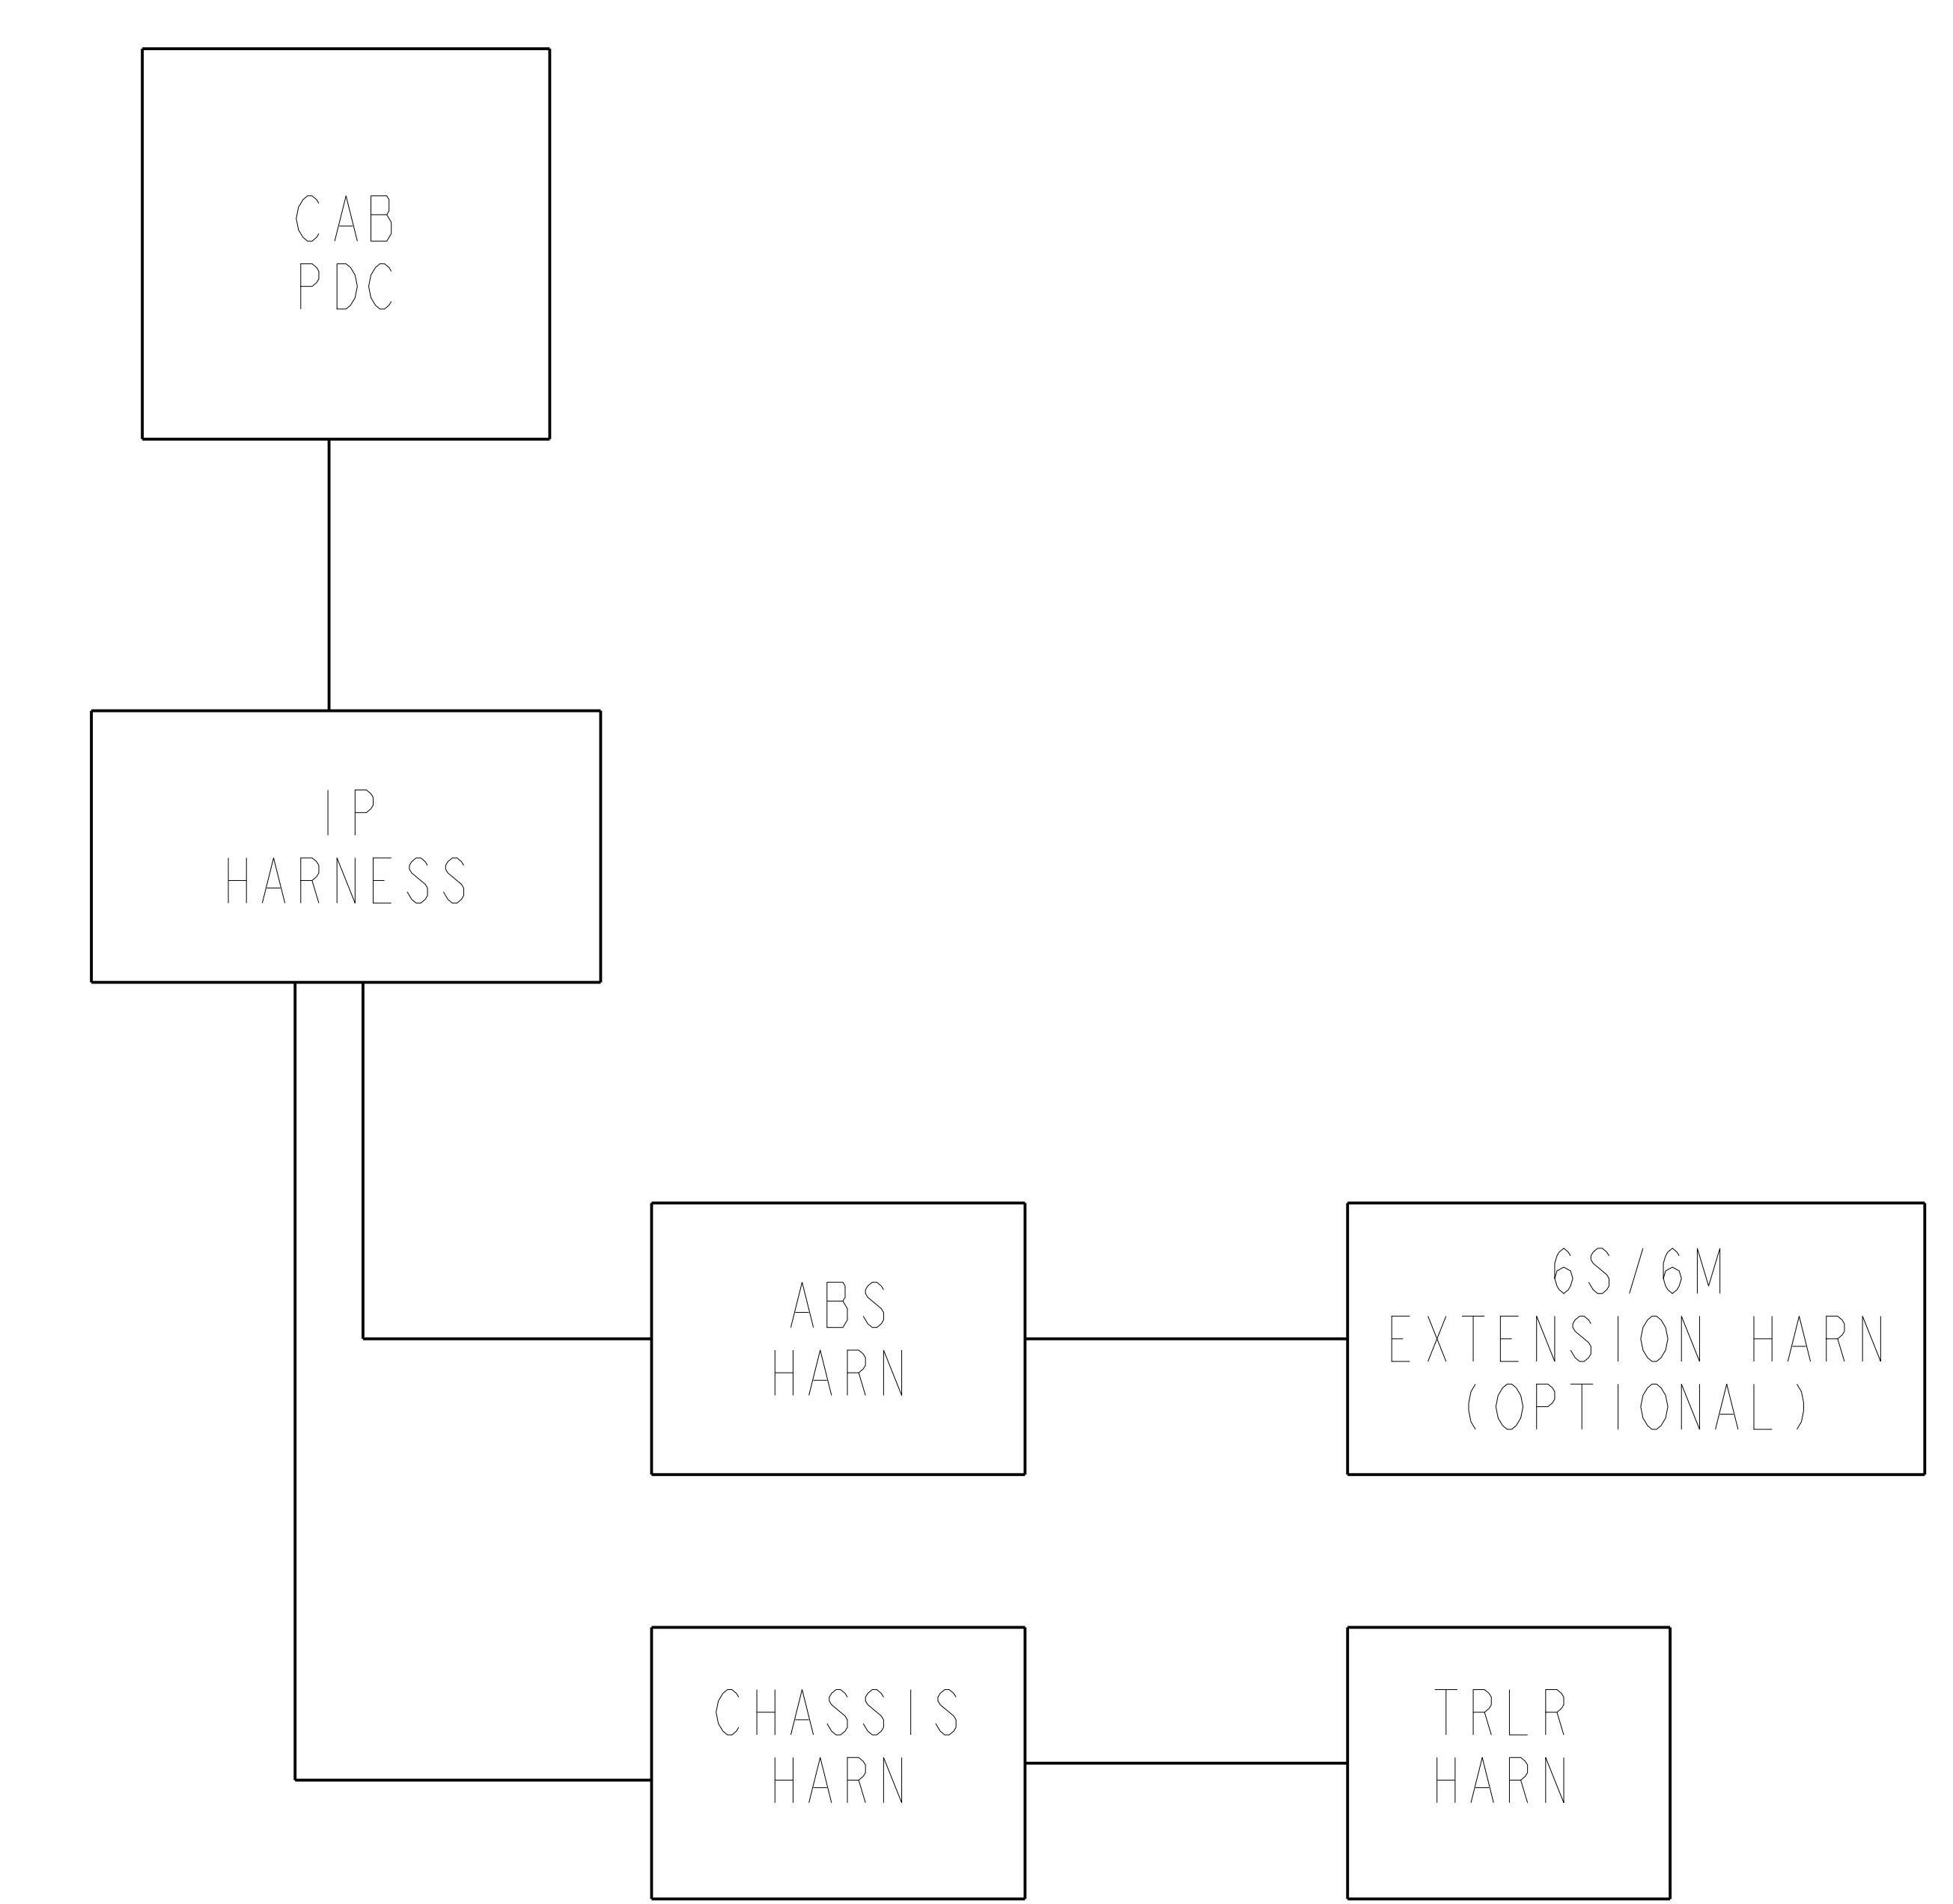 CAB
PDC
IP
HARNESS
ABS
HARN
6S/6M
EXTENSION HARN
(OPTIONAL)
CHASSIS
HARN
TRLR
HARN